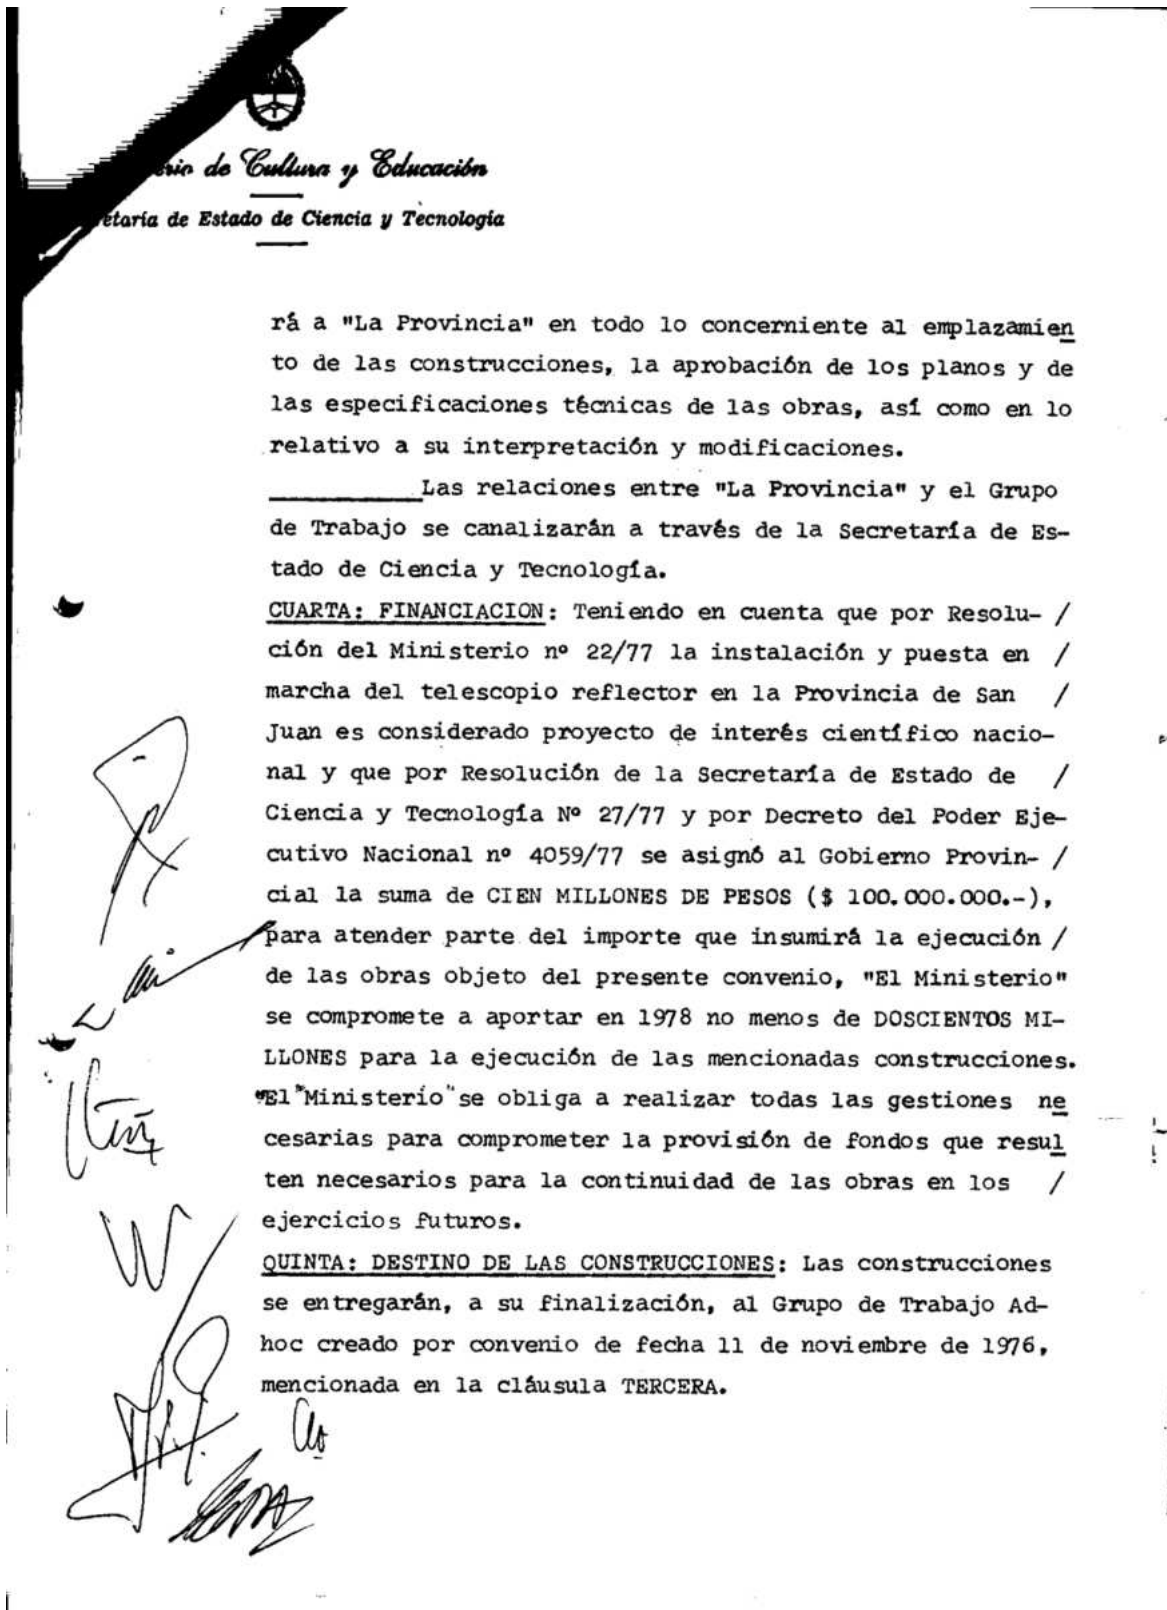 de Cultura y Educación
etaría de Estado de Ciencia y Tecnología
rá a "La Provincia" en todo lo concerniente al emplazamien
to de las construcciones, la aprobación de los planos y de
las especificaciones técnicas de las obras, así como en lo
relativo a su interpretación y modificaciones.
Las relaciones entre "La Provincia" y el Grupo
de Trabajo se canalizarán a través de la Secretaría de Es-
tado de Ciencia y Tecnología.
CUARTA: FINANCIACION: Teniendo en cuenta que por Resolu- /
ción del Ministerio nº 22/77 la instalación y puesta en /
marcha del telescopio reflector en la Provincia de San /
Juan es considerado proyecto de interés científico nacio-
nal y que por Resolución de la Secretaría de Estado de /
Ciencia y Tecnología Nº 27/77 y por Decreto del Poder Eje-
cutivo Nacional nº 4059/77 se asignó al Gobierno Provin- /
cial la suma de CIEN MILLONES DE PESOS ($ 100.000.000.-),
para atender parte del importe que insumirá la ejecución /
de las obras objeto del presente convenio, "El Ministerio"
se compromete a aportar en 1978 no menos de DOSCIENTOS MI-
LLONES para la ejecución de las mencionadas construcciones.
"El Ministerio" se obliga a realizar todas las gestiones ne
cesarias para comprometer la provisión de fondos que resul
ten necesarios para la continuidad de las obras en los /
ejercicios futuros.
QUINTA: DESTINO DE LAS CONSTRUCCIONES: Las construcciones
se entregarán, a su finalización, al Grupo de Trabajo Ad-
hoc creado por convenio de fecha 11 de noviembre de 1976,
mencionada en la cláusula TERCERA.